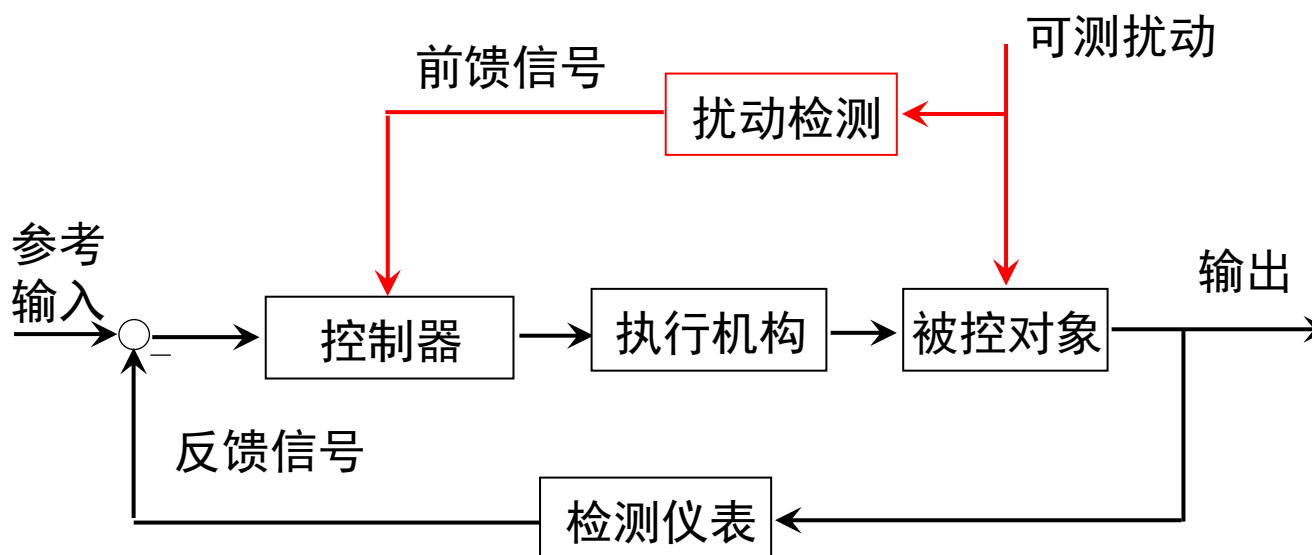 可测扰动
前馈信号
扰动检测
参考
输入
输出
控制器
执行机构
被控对象
−
反馈信号
检测仪表